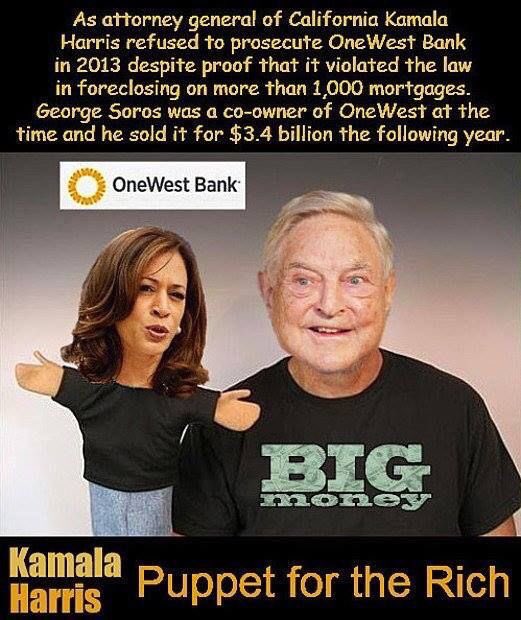 As attorney general of California Kamala
Harris refused to prosecute OneWest Bank
in 2013 despite proof that it violated the law
in foreclosing on more than 1,000 mortgages.
George Soros was a co-owner of OneWest at the
time and he sold it for $3.4 billion the following year.
OneWest Bank
BIG
money
Kamala
Harris
Puppet for the Rich